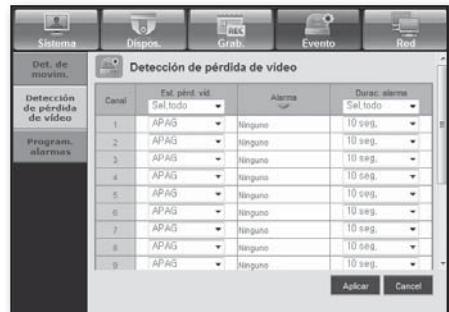 Sistema Dispos. Grab. Evento Red
REC
Det. de movim.
Detección de pérdida de vídeo
Program. alarmas
Detección de pérdida de vídeo
Canal Est. pérd. vid. Alarma Durac. alarma
Sel.todo Sel.todo
1 APAG Ninguno 10 seg.
2 APAG Ninguno 10 seg.
3 APAG Ninguno 10 seg.
4 APAG Ninguno 10 seg.
5 APAG Ninguno 10 seg.
6 APAG Ninguno 10 seg.
7 APAG Ninguno 10 seg.
8 APAG Ninguno 10 seg.
9 APAG Ninguno 10 seg.
Aplicar Cancel